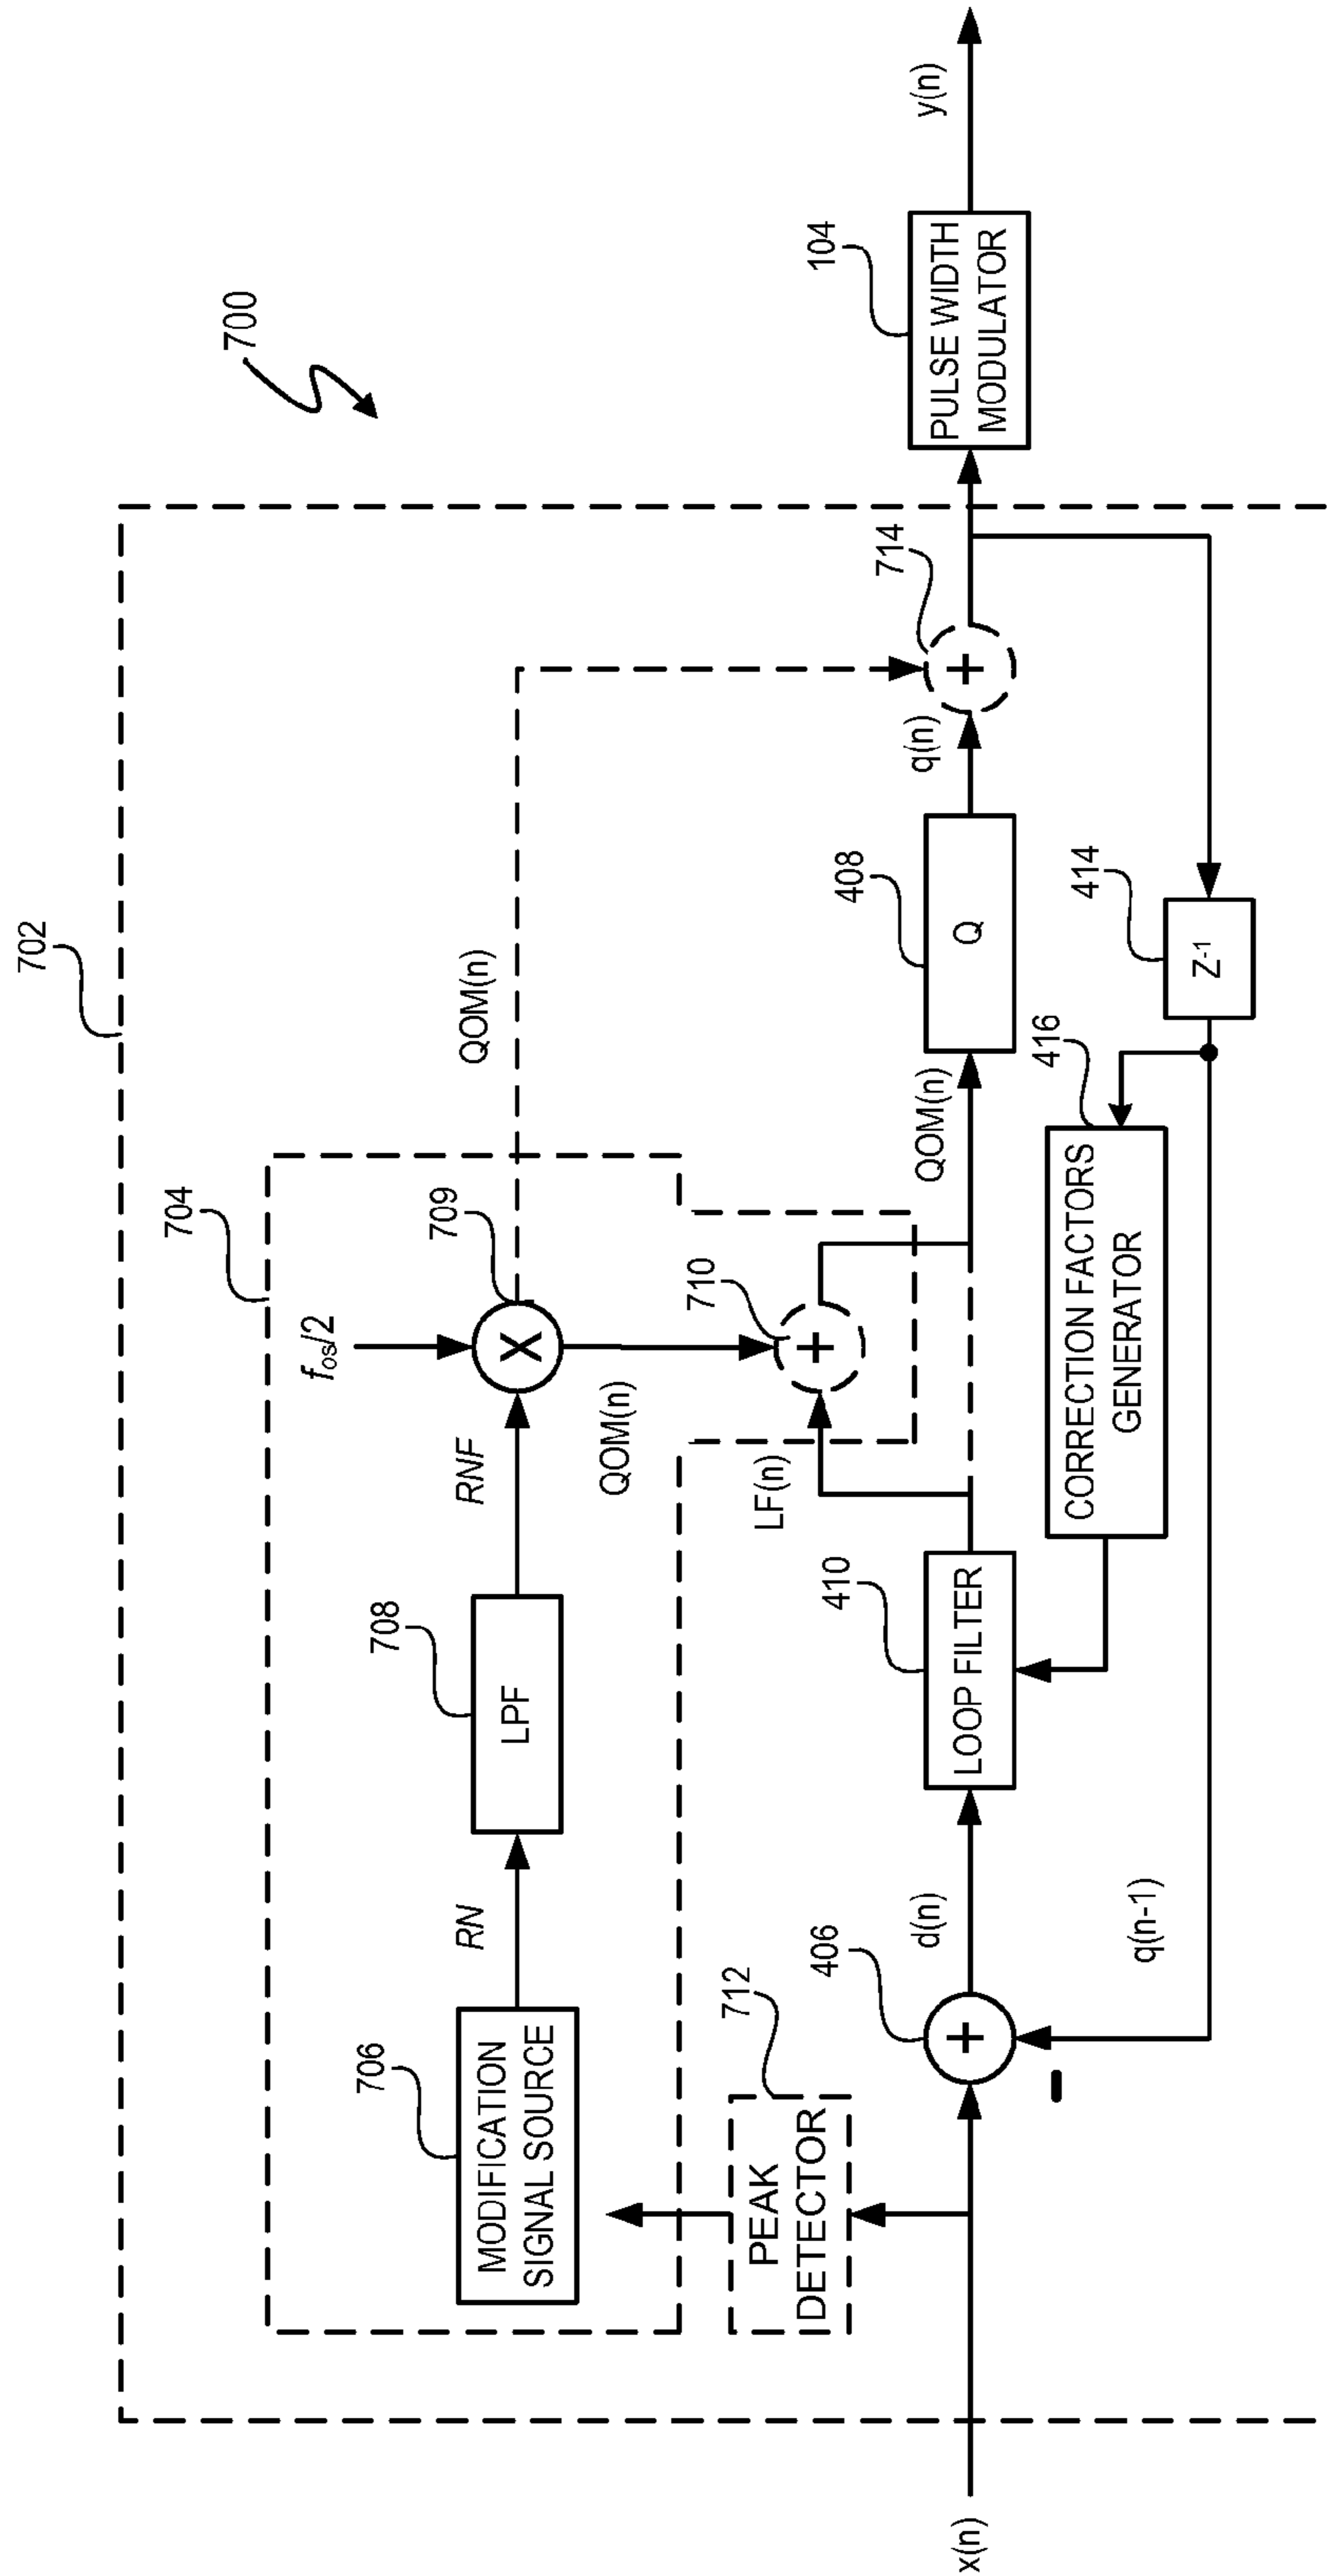 700
702
704
706
MODIFICATION
SIGNAL SOURCE
RN
708
LPF
RNF
f_os/2
709
QOM(n)
QOM(n)
712
PEAK
DETECTOR
x(n)
406
+
-
d(n)
410
LOOP FILTER
LF(n)
710
+
X
QOM(n)
408
Q
q(n)
714
+
104
PULSE WIDTH
MODULATOR
y(n)
416
CORRECTION FACTORS
GENERATOR
414
Z⁻¹
q(n-1)